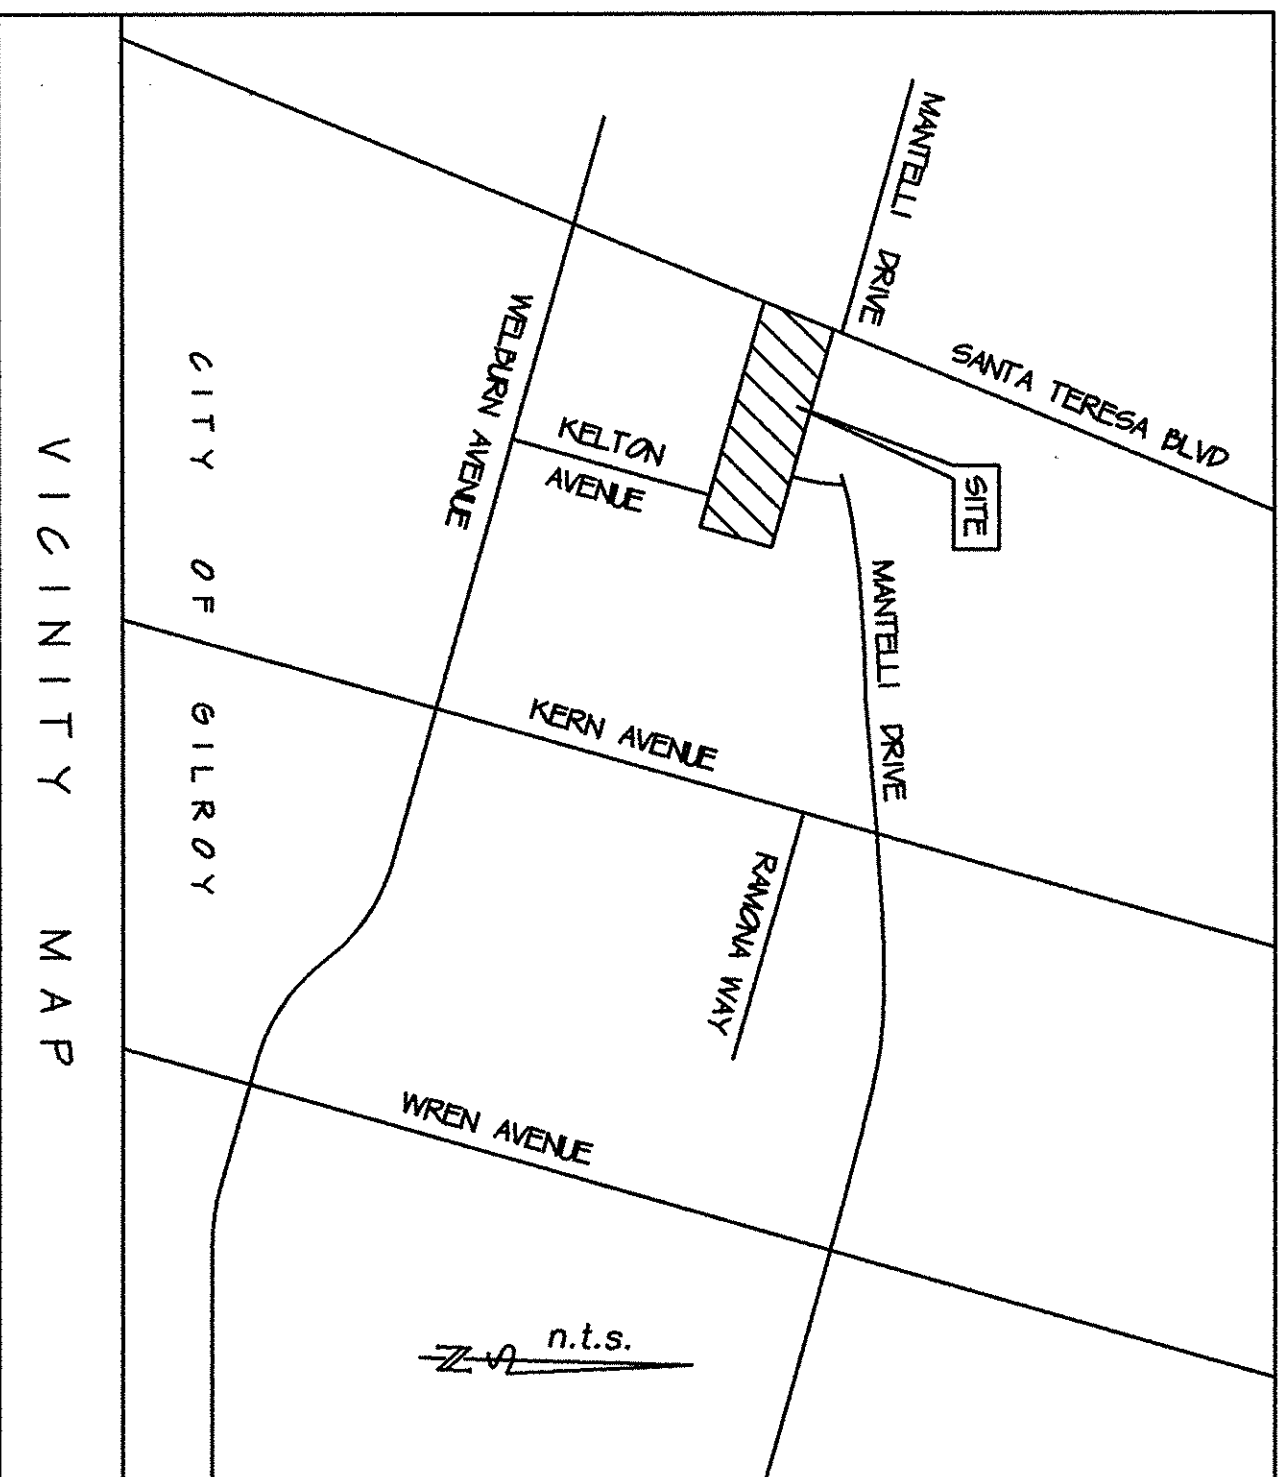 MANTELLI DRIVE
SANTA TERESA BLVD
SITE
WELBURN AVENUE
KELTON
AVENUE
MANTELLI DRIVE
KERN AVENUE
RAMONA WAY
WREN AVENUE
n.t.s.
N
CITY OF GILROY
VICINITY MAP